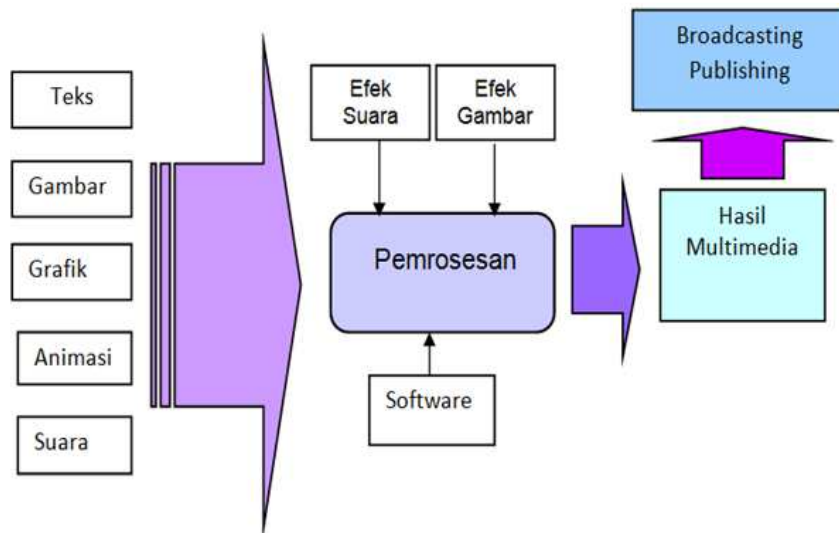 Teks
Gambar
Grafik
Animasi
Suara
Efek
Suara
Efek
Gambar
Pemrosesan
Software
Hasil
Multimedia
Broadcasting
Publishing